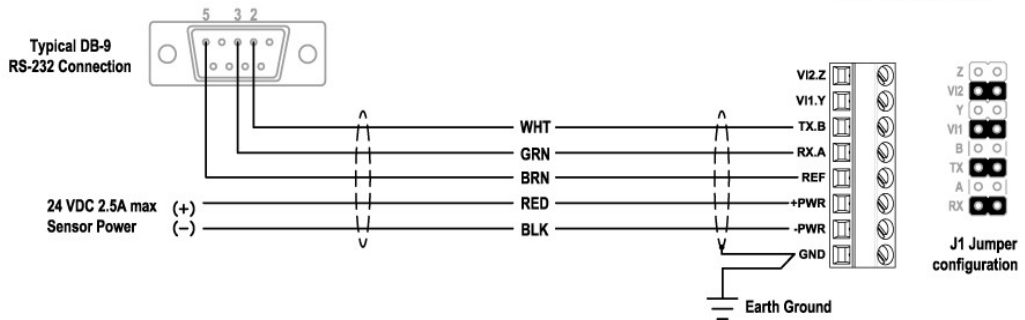 5 3 2
Typical DB-9
RS-232 Connection
WHT
GRN
BRN
RED
BLK
24 VDC 2.5A max (+)
Sensor Power (−)
VI2.Z
VI1.Y
TX.B
RX.A
REF
+PWR
-PWR
GND
Earth Ground
Z
VI2
Y
VI1
B
TX
A
RX
J1 Jumper
configuration